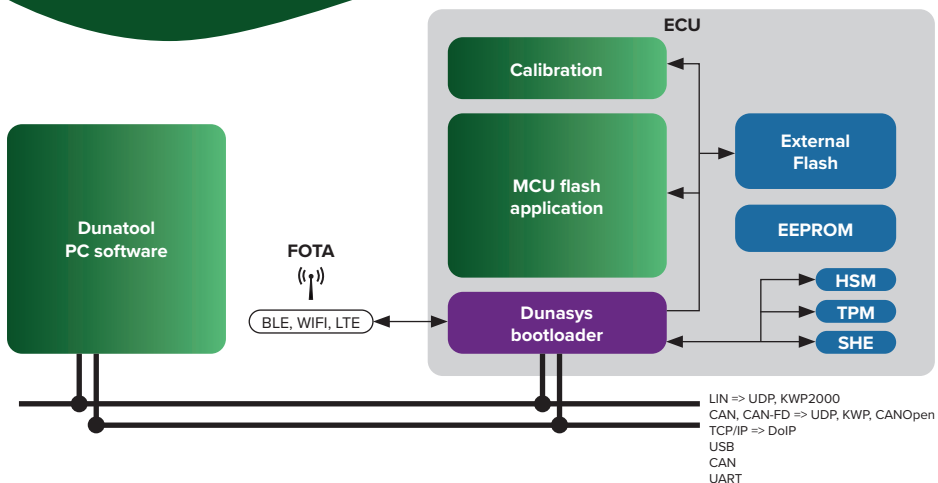 ECU
Calibration
External
Flash
MCU flash
application
Dunatool
PC software
EEPROM
FOTA
HSM
BLE, WIFI, LTE
Dunasys
bootloader
TPM
SHE
LIN => UDP, KWP2000
CAN, CAN-FD => UDP, KWP, CANOpen
TCP/IP => DoIP
USB
CAN
UART